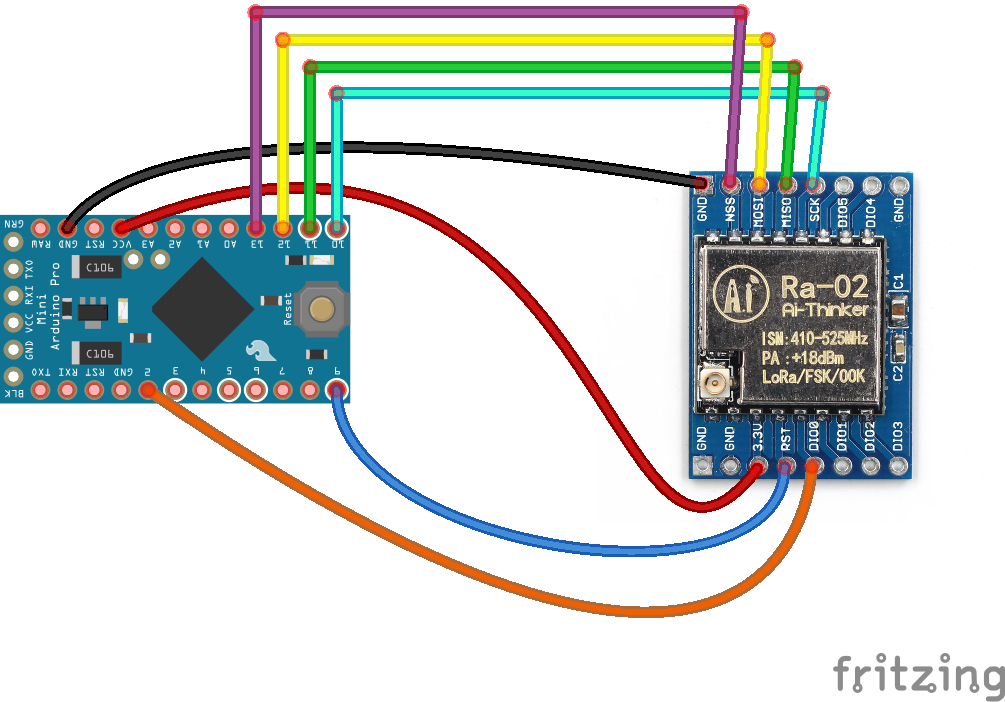 GRN
RAW
GND
RST
VCC
A3
A2
A1
A0
13
12
11
10
BLK
GND
VCC
RXI
TXO
Arduino Pro
Mini
C106
C106
Reset
TXO
RXI
RST
GND
2
3
4
5
6
7
8
9
GND
NSS
MOSI
MISO
SCK
DIO5
DIO4
GND
Ai
Ra-02
Ai-Thinker
ISM:410-525MHz
PA :+18dBm
LoRa/FSK/OOK
C1
C2
GND
GND
3.3V
RST
DIO0
DIO1
DIO2
DIO3
fritzing